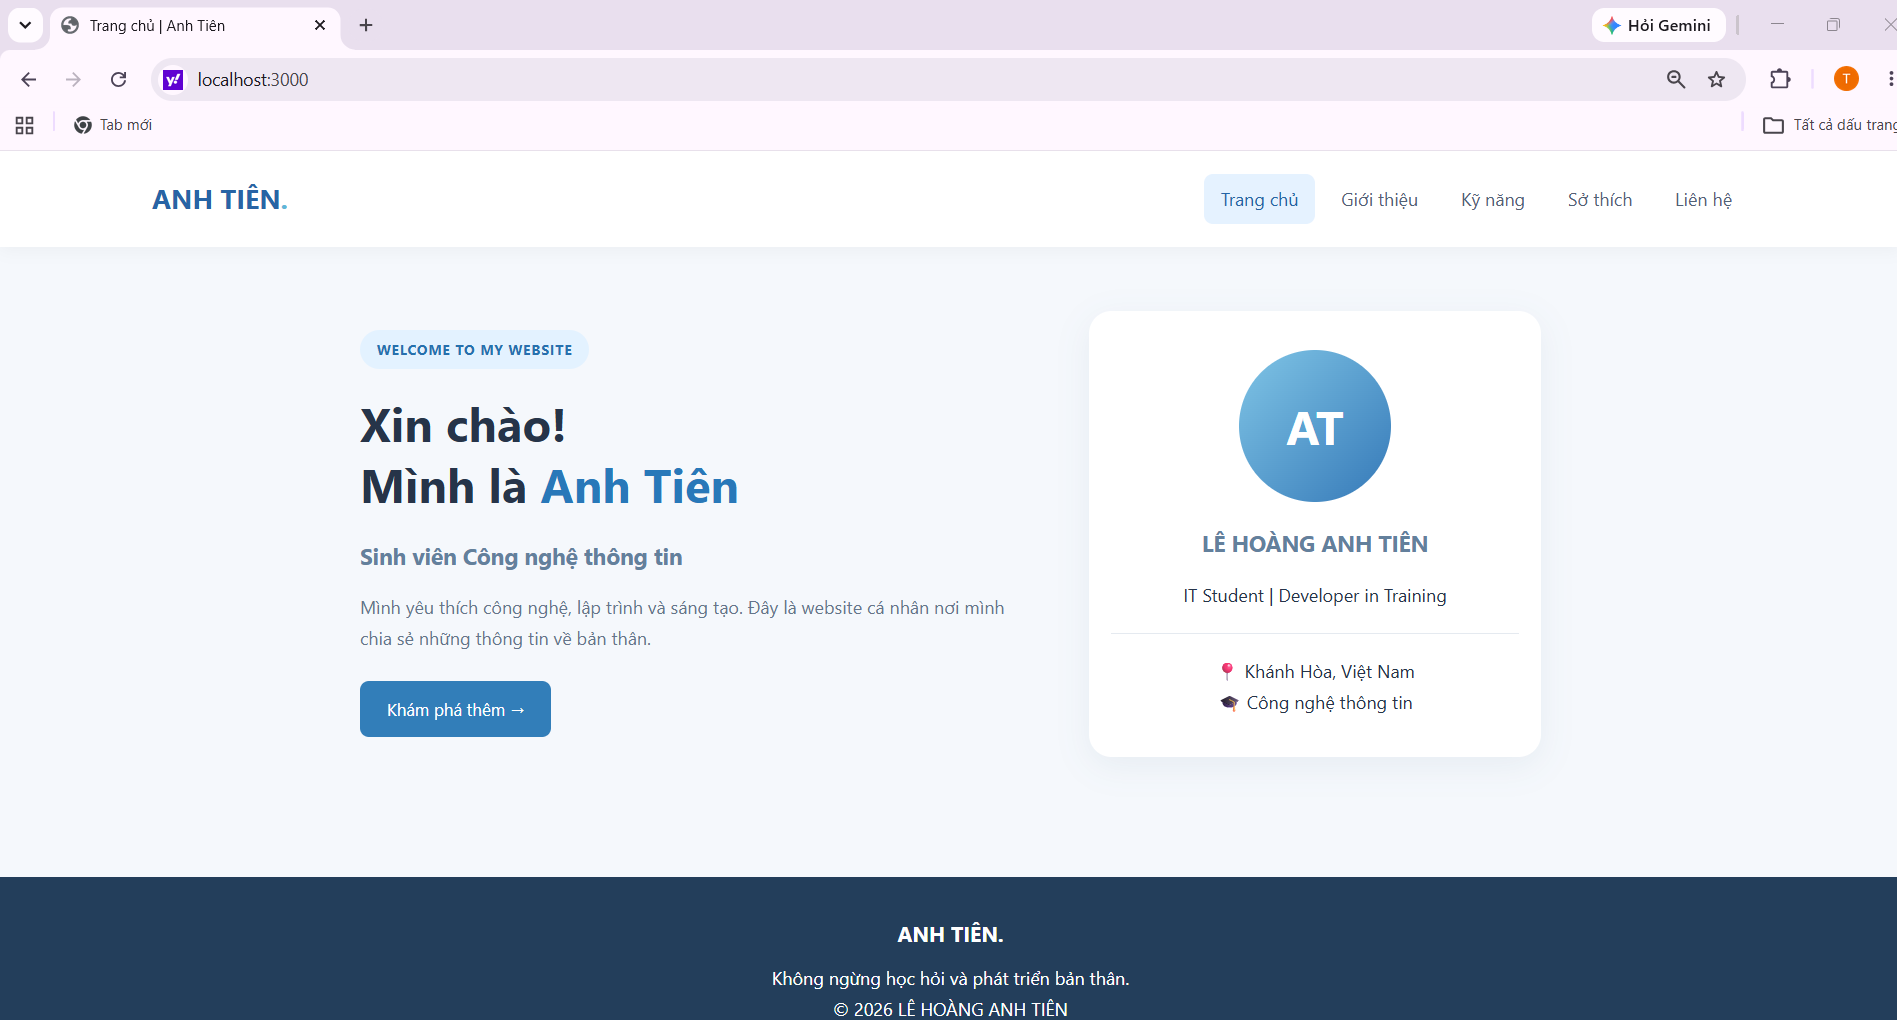 Trang chủ | Anh Tiên
Hỏi Gemini
y!
localhost:3000
T
Tab mới
Tất cả dấu trang
ANH TIÊN.
Trang chủ
Giới thiệu
Kỹ năng
Sở thích
Liên hệ
WELCOME TO MY WEBSITE
Xin chào!
Mình là Anh Tiên
Sinh viên Công nghệ thông tin
Mình yêu thích công nghệ, lập trình và sáng tạo. Đây là website cá nhân nơi mình
chia sẻ những thông tin về bản thân.
Khám phá thêm →
AT
LÊ HOÀNG ANH TIÊN
IT Student | Developer in Training
📍 Khánh Hòa, Việt Nam
🎓 Công nghệ thông tin
ANH TIÊN.
Không ngừng học hỏi và phát triển bản thân.
© 2026 LÊ HOÀNG ANH TIÊN